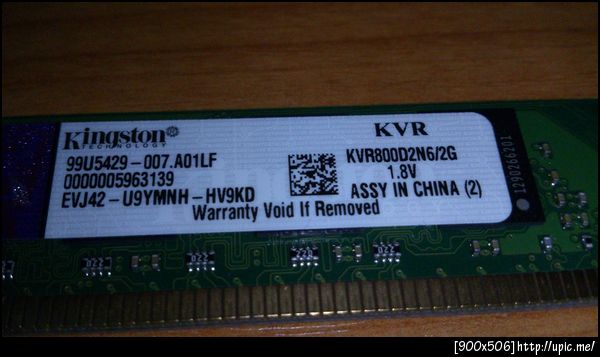 Kingston
TECHNOLOGY
KVR
99U5429-007.A01LF
0000005963139
EVJ42-U9YMNH-HV9KD
KVR800D2N6/2G
1.8V
ASSY IN CHINA (2)
Warranty Void If Removed
1290266201
[900x506]http://upic.me/